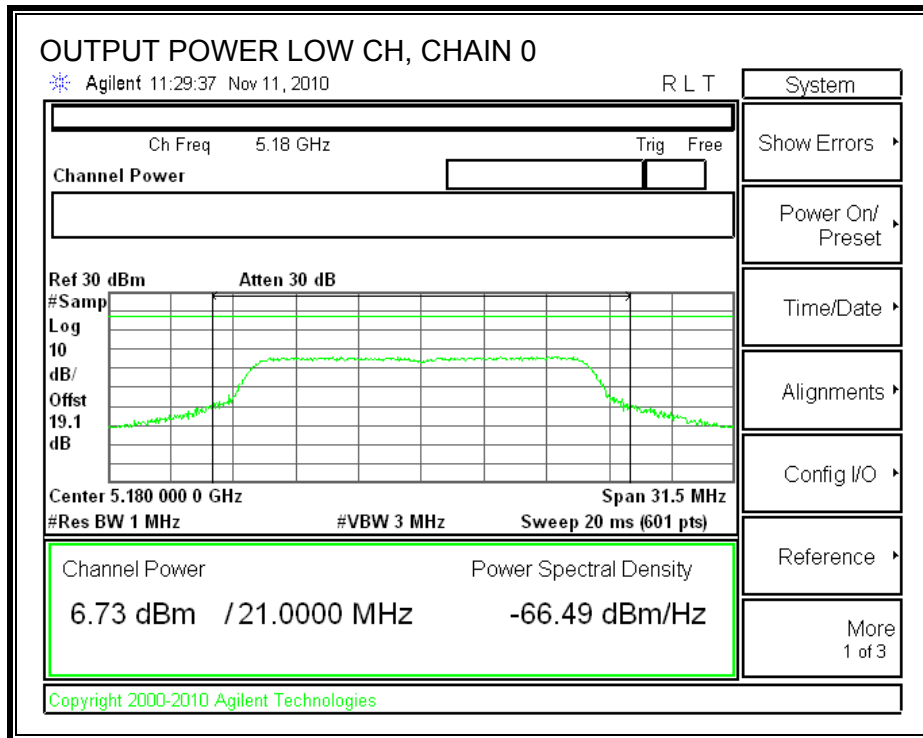 OUTPUT POWER LOW CH, CHAIN 0
Agilent 11:29:37 Nov 11, 2010 R L T
System
Ch Freq 5.18 GHz Trig Free
Channel Power
Show Errors
Power On/
Preset
Ref 30 dBm Atten 30 dB
#Samp
Log
10
dB/
Offst
19.1
dB
Time/Date
Alignments
Config I/O
Center 5.180 000 0 GHz Span 31.5 MHz
#Res BW 1 MHz #VBW 3 MHz Sweep 20 ms (601 pts)
Channel Power Power Spectral Density
6.73 dBm / 21.0000 MHz -66.49 dBm/Hz
Reference
More
1 of 3
Copyright 2000-2010 Agilent Technologies